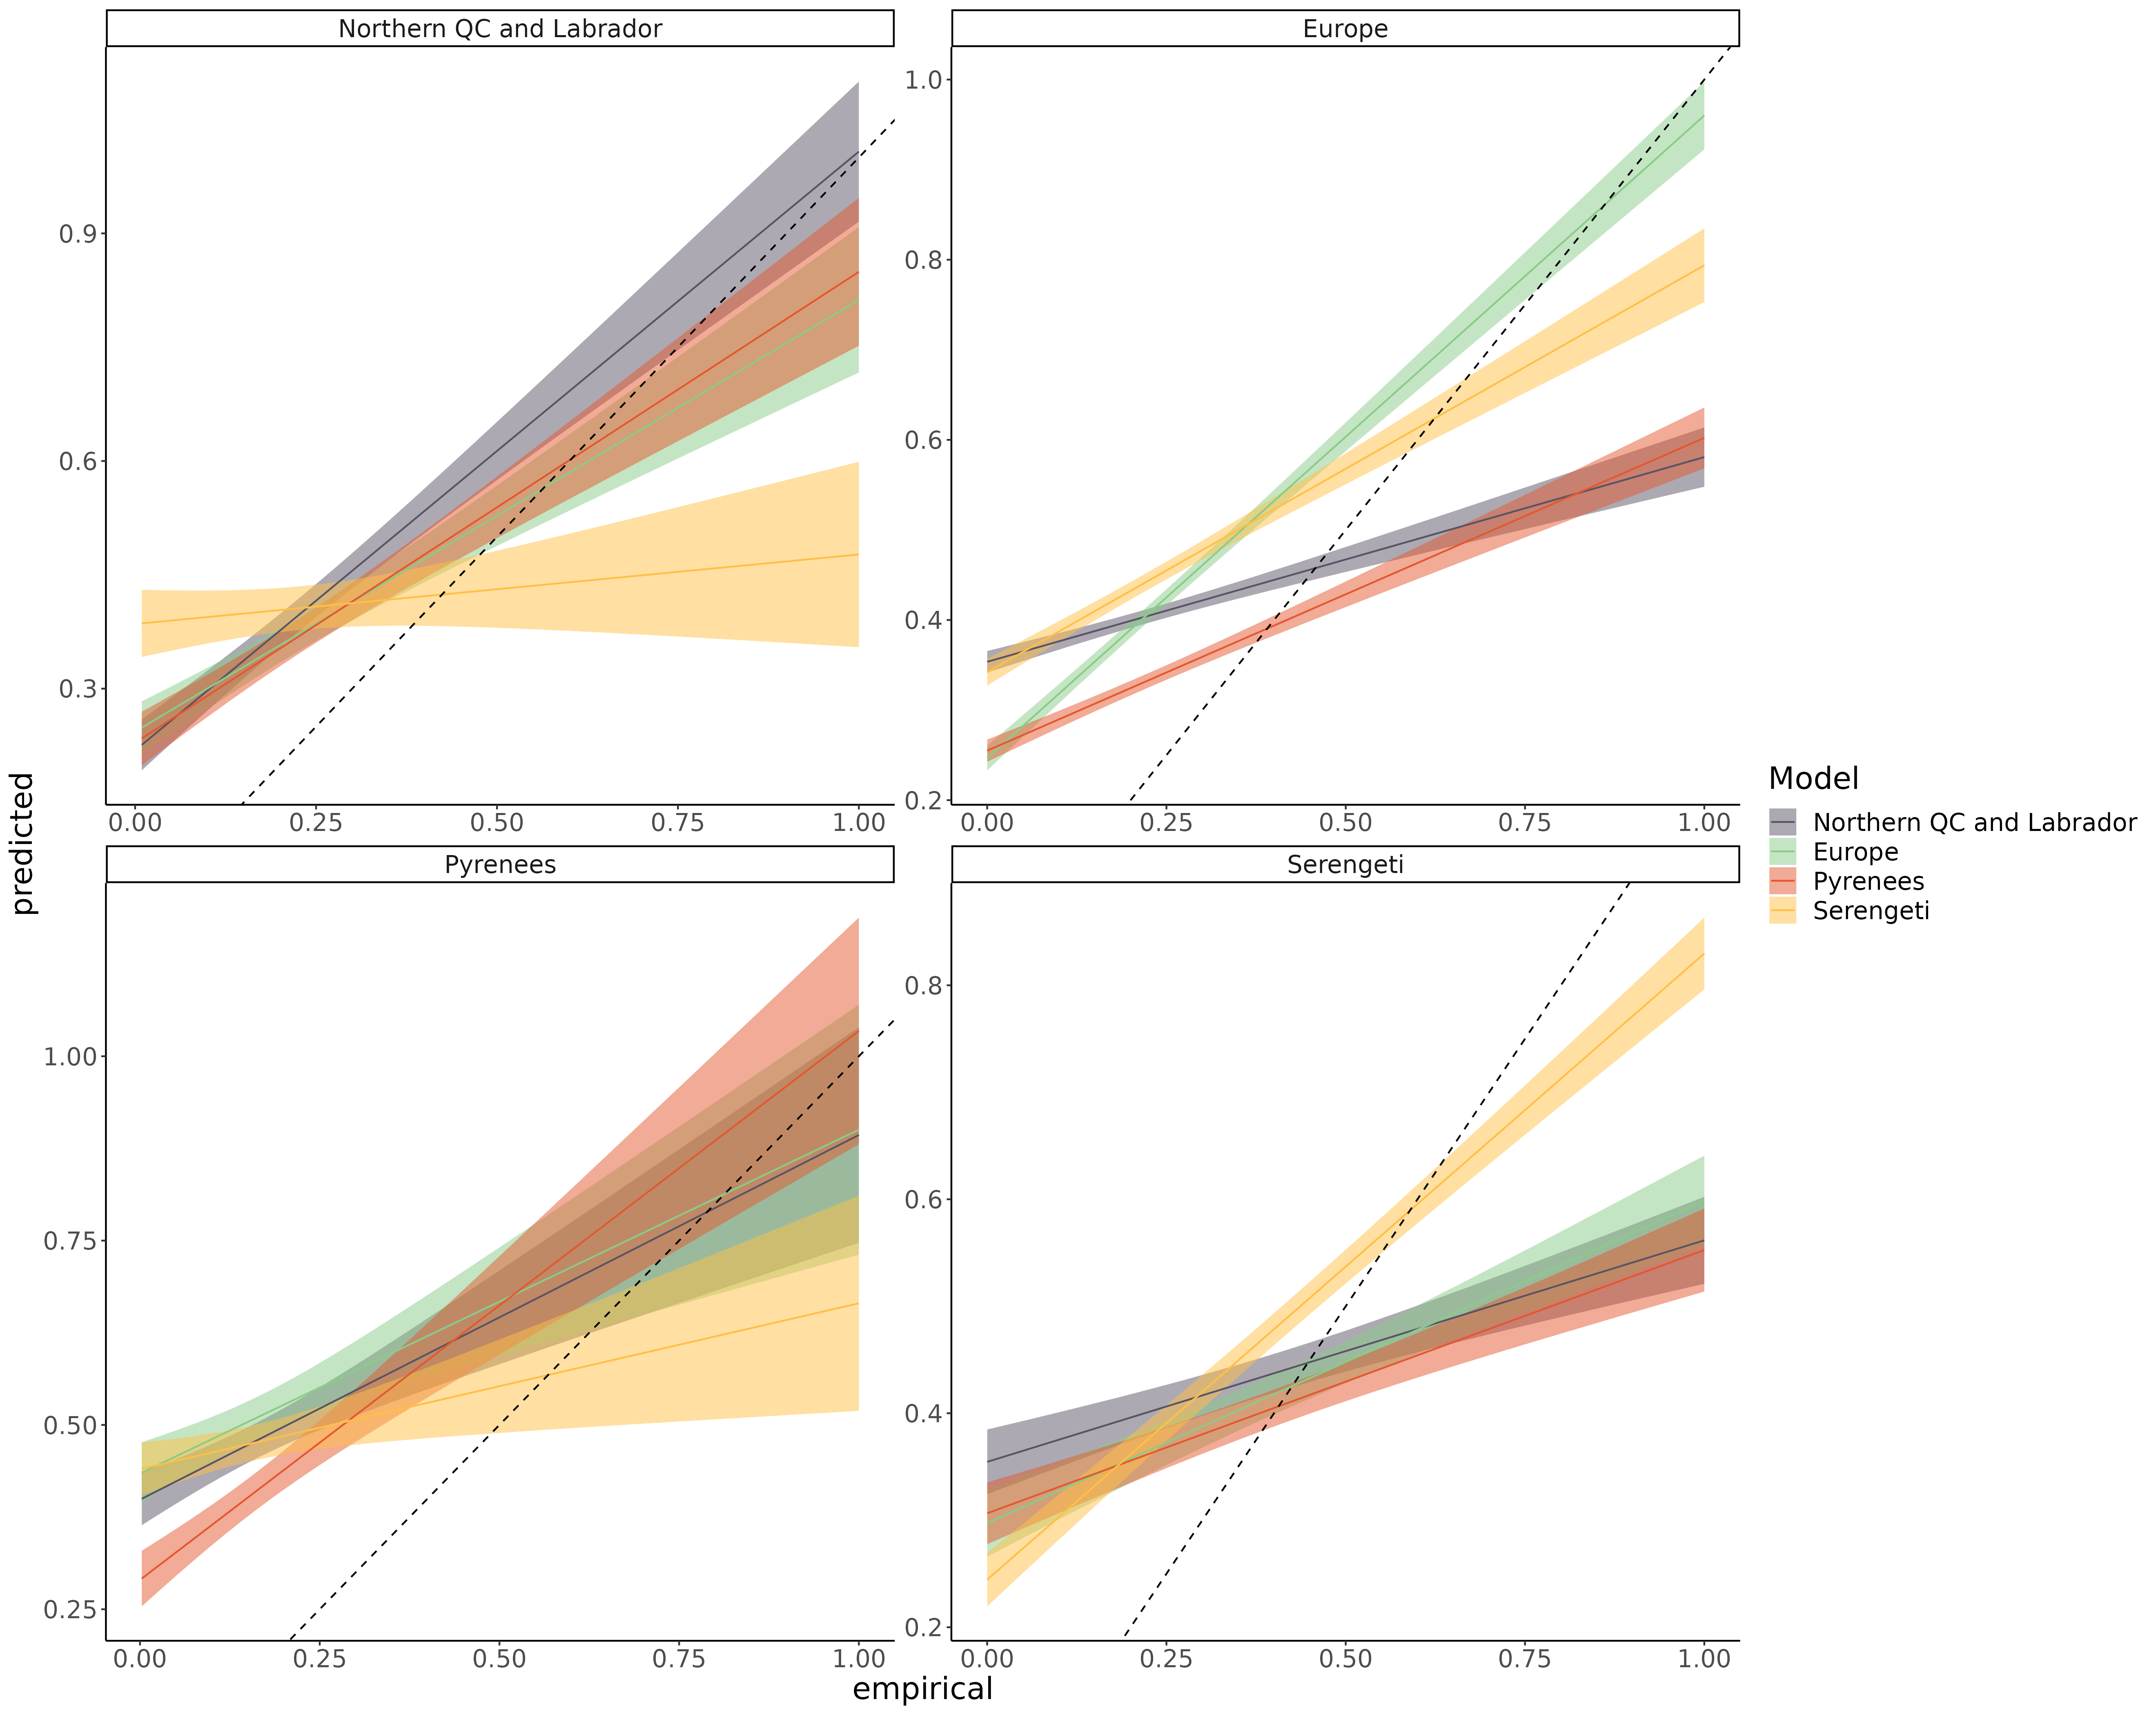 Northern QC and Labrador
Europe
0.9
0.6
0.3
0.00 0.25 0.50 0.75 1.00
1.0
0.8
0.6
0.4
0.2
0.00 0.25 0.50 0.75 1.00
Pyrenees
Serengeti
1.00
0.75
0.50
0.25
0.00 0.25 0.50 0.75 1.00
0.8
0.6
0.4
0.2
0.00 0.25 0.50 0.75 1.00
predicted
empirical
Model
Northern QC and Labrador
Europe
Pyrenees
Serengeti